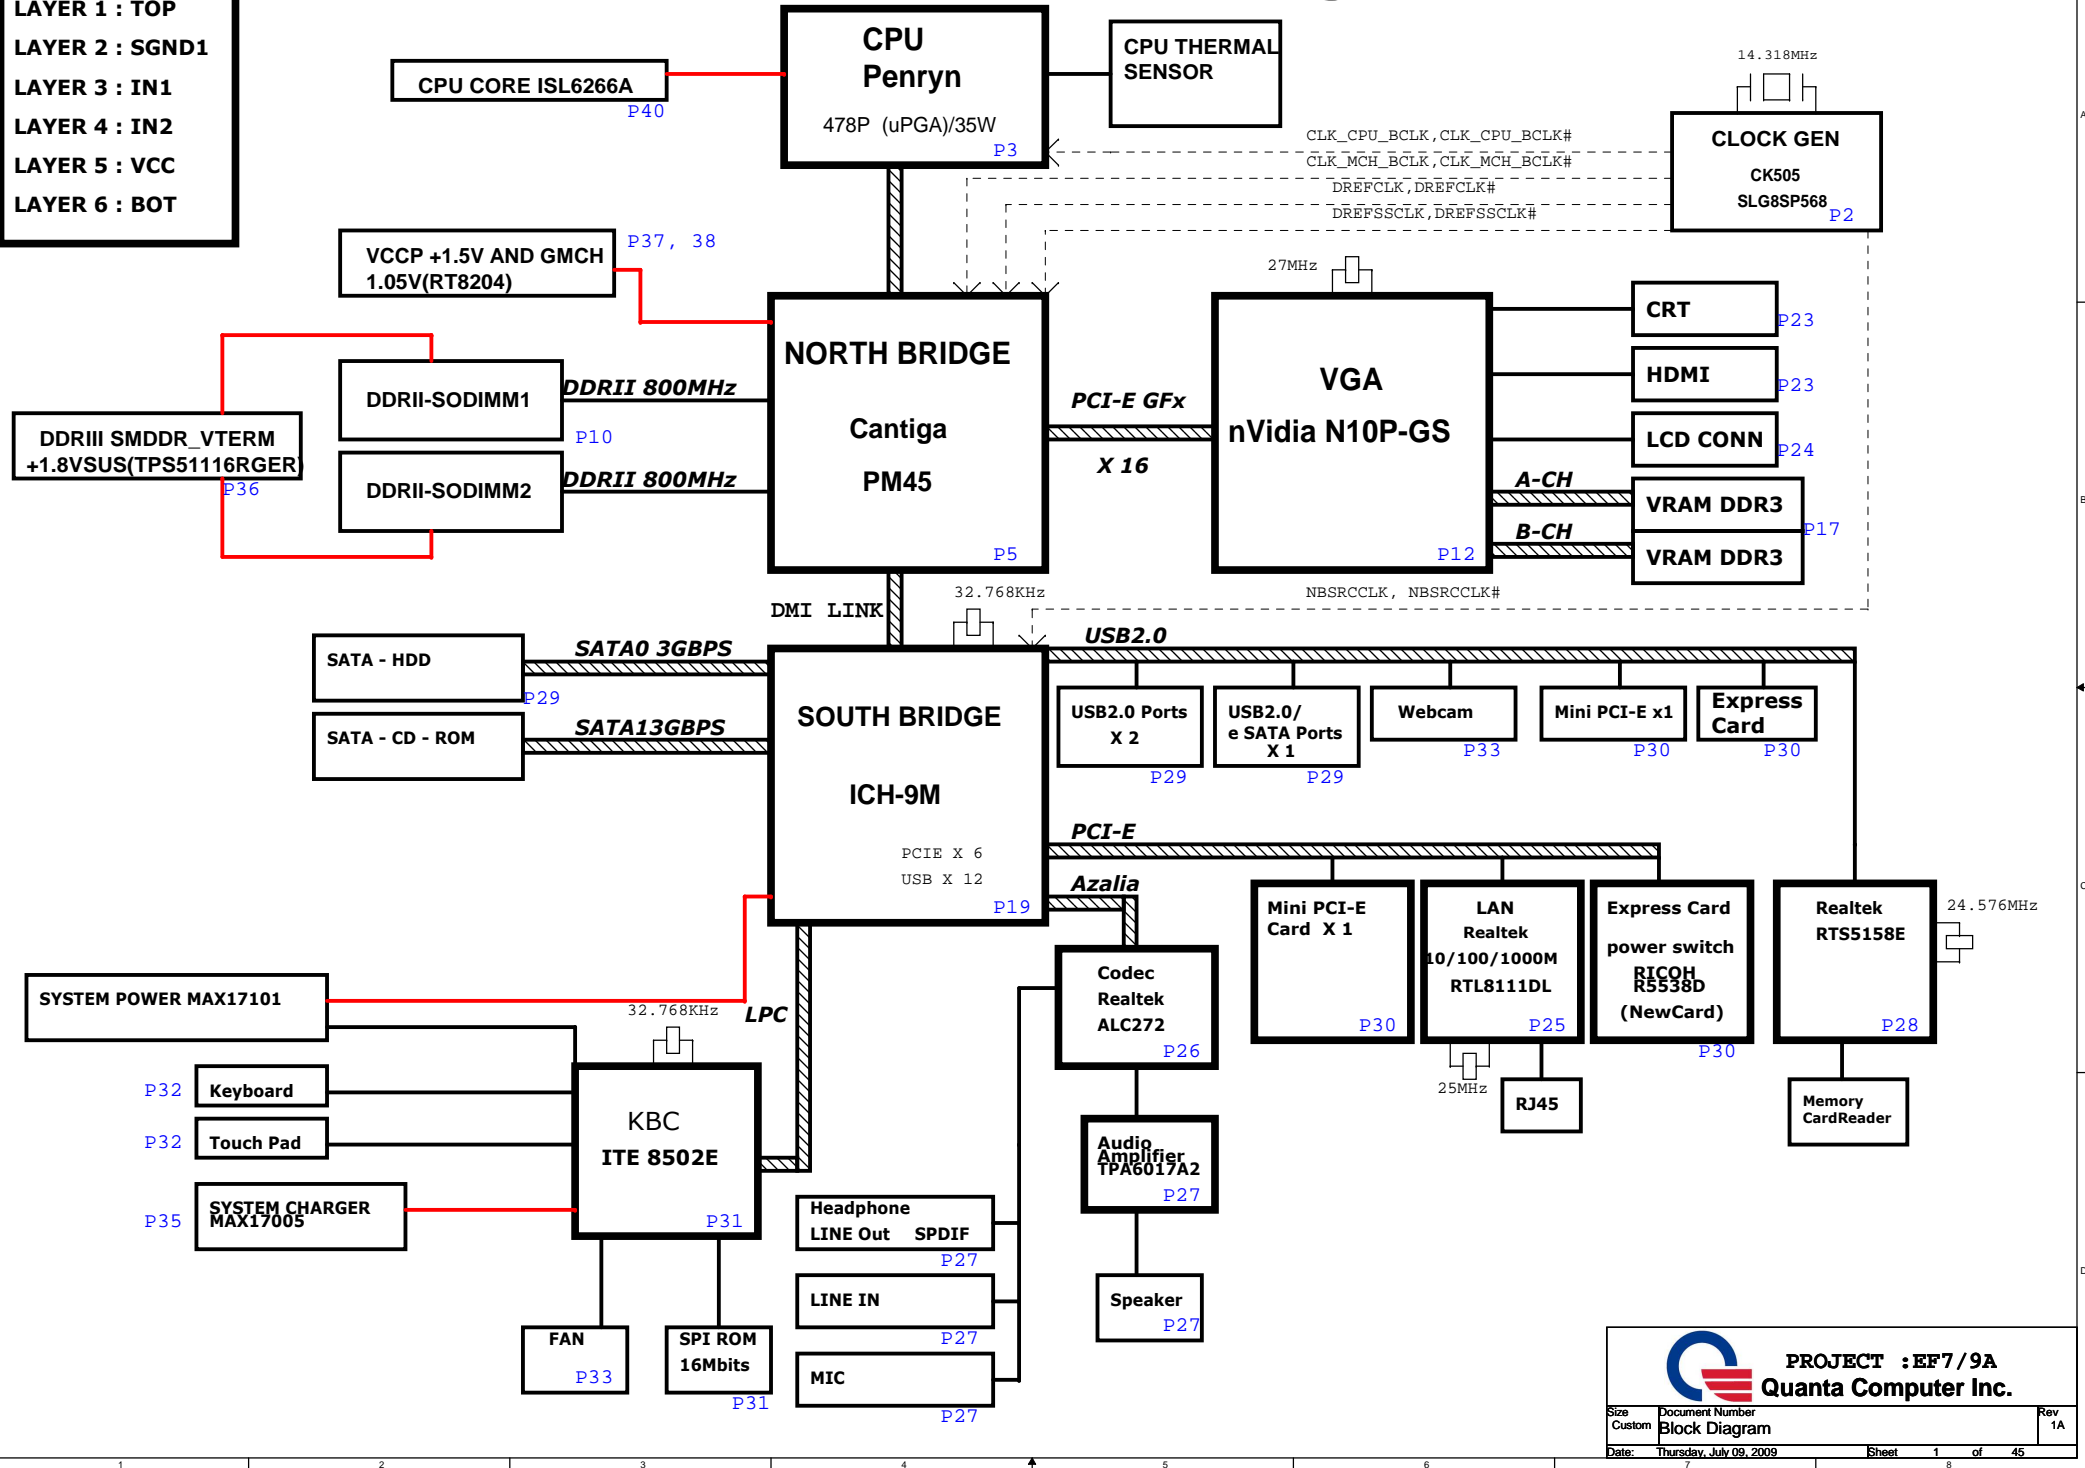 LAYER 1 : TOP
LAYER 2 : SGND1
LAYER 3 : IN1
LAYER 4 : IN2
LAYER 5 : VCC
LAYER 6 : BOT
CPU CORE ISL6266A
P40
CPU
Penryn
478P (uPGA)/35W
P3
CPU THERMAL
SENSOR
14.318MHz
CLOCK GEN
CK505
SLG8SP568
P2
CLK_CPU_BCLK,CLK_CPU_BCLK#
CLK_MCH_BCLK,CLK_MCH_BCLK#
DREFCLK,DREFCLK#
DREFSSCLK,DREFSSCLK#
VCCP +1.5V AND GMCH
1.05V(RT8204)
P37, 38
DDRIII SMDDR_VTERM
+1.8VSUS(TPS51116RGER)
P36
DDRII-SODIMM1
DDRII 800MHz
P10
DDRII-SODIMM2
DDRII 800MHz
NORTH BRIDGE
Cantiga
PM45
P5
PCI-E GFx
X 16
27MHz
VGA
nVidia N10P-GS
P12
CRT
P23
HDMI
P23
LCD CONN
P24
A-CH
VRAM DDR3
P17
B-CH
VRAM DDR3
DMI LINK
32.768KHz
NBSRCCLK, NBSRCCLK#
SATA - HDD
SATA0 3GBPS
P29
SATA - CD - ROM
SATA13GBPS
SOUTH BRIDGE
ICH-9M
PCIE X 6
USB X 12
P19
USB2.0
USB2.0 Ports
X 2
P29
USB2.0/
e SATA Ports
X 1
P29
Webcam
P33
Mini PCI-E x1
P30
Express
Card
P30
PCI-E
Azalia
Mini PCI-E
Card X 1
P30
LAN
Realtek
10/100/1000M
RTL8111DL
P25
25MHz
RJ45
Express Card
power switch
RICOH
R5538D
(NewCard)
P30
Realtek
RTS5158E
P28
24.576MHz
Memory
CardReader
Codec
Realtek
ALC272
P26
Audio
Amplifier
TPA6017A2
P27
Speaker
P27
SYSTEM POWER MAX17101
32.768KHz
LPC
P32
Keyboard
P32
Touch Pad
P35
SYSTEM CHARGER
MAX17005
KBC
ITE 8502E
P31
FAN
P33
SPI ROM
16Mbits
P31
Headphone
LINE Out SPDIF
P27
LINE IN
P27
MIC
P27
PROJECT :EF7/9A
Quanta Computer Inc.
Size
Custom
Document Number
Block Diagram
Rev
1A
Date: Thursday, July 09, 2009
Sheet 1 of 45
A
B
C
D
1 2 3 4 5 6 7 8